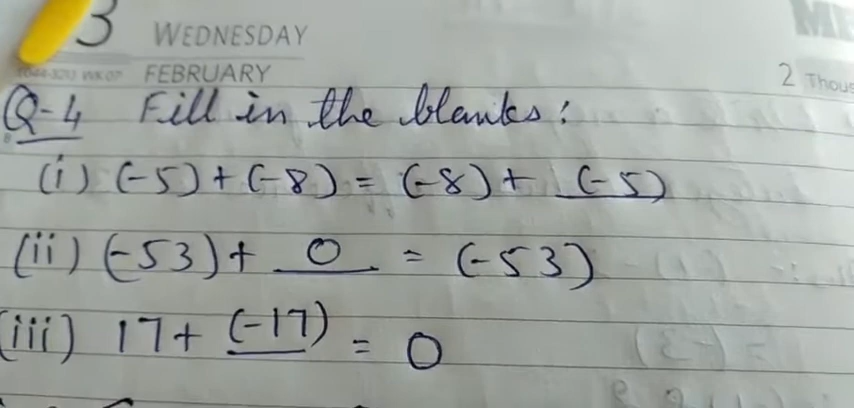 3 WEDNESDAY
FEBRUARY
2 Thous
Q-4 Fill in the blanks:
(i) (-5)+(-8) = (-8)+ (-5)
(ii) (-53)+ 0 = (-53)
(iii) 17+ (-17) = 0